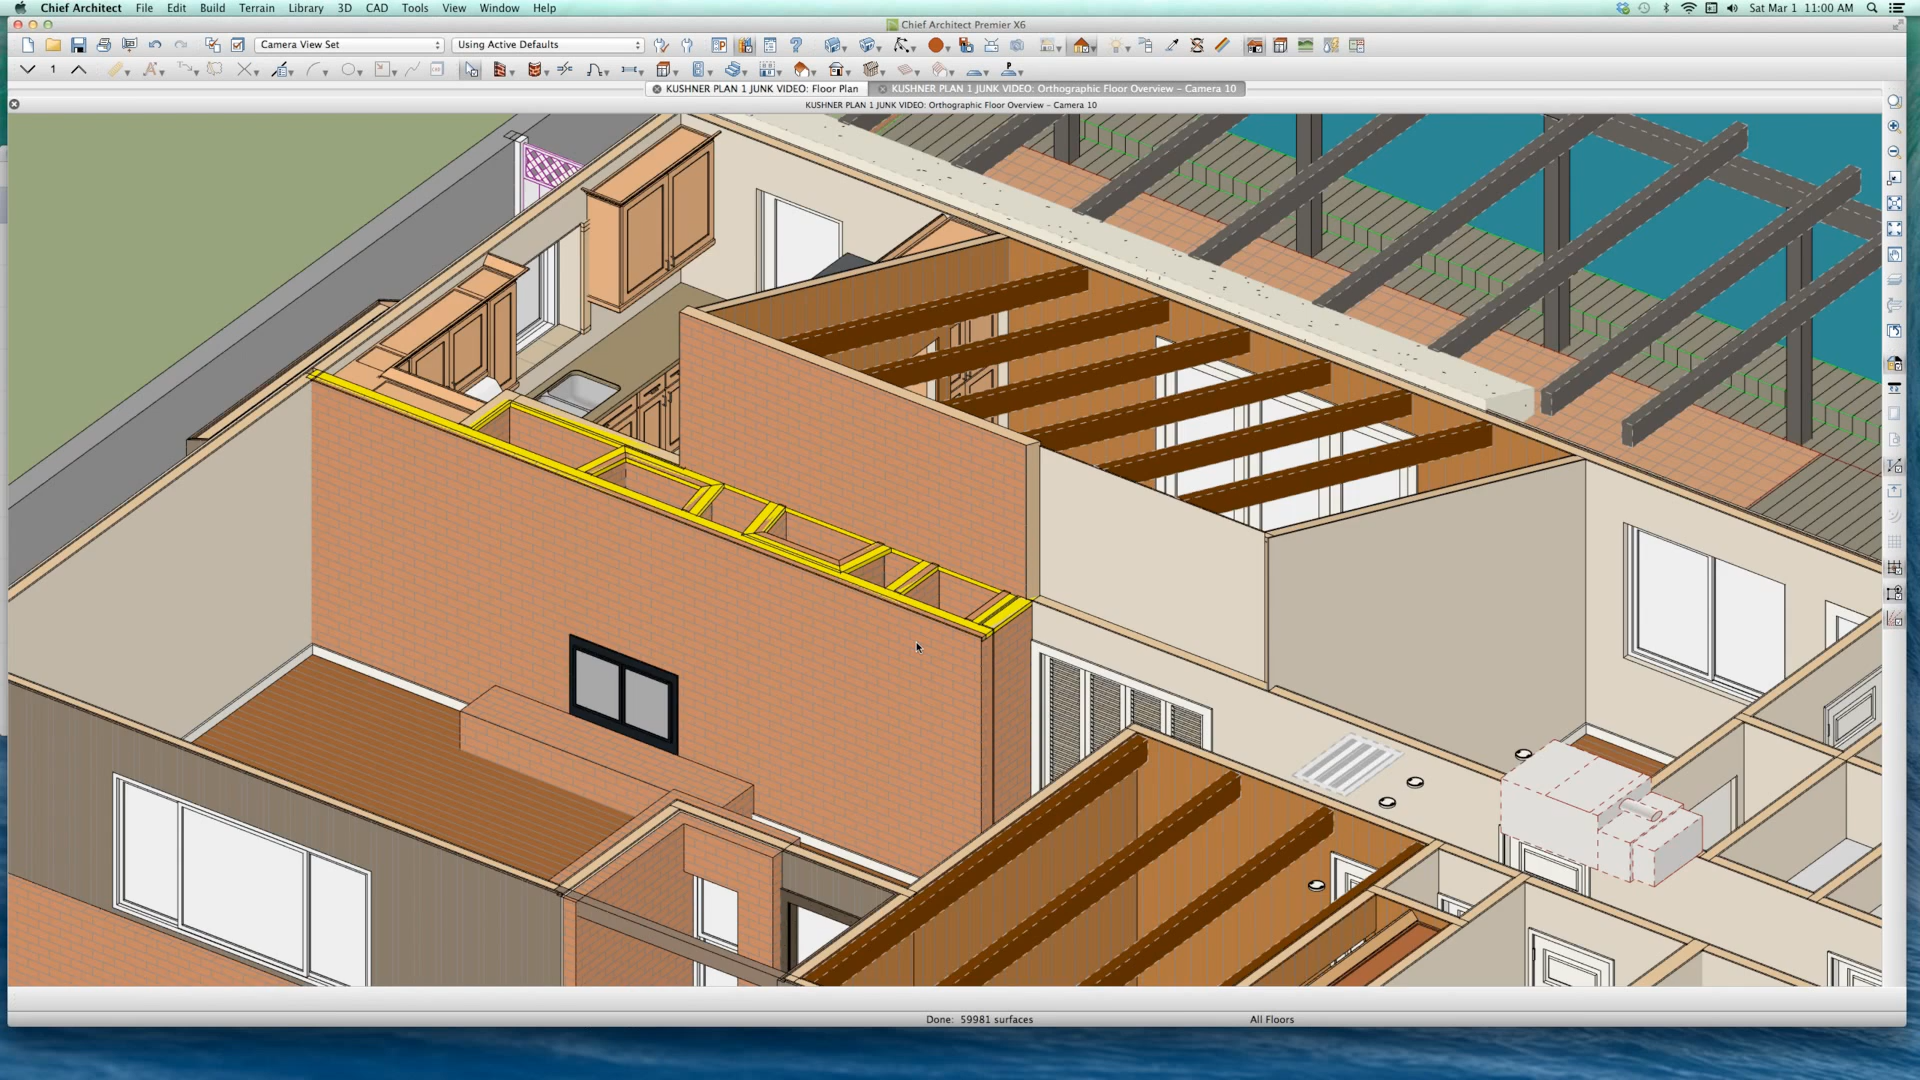 Chief Architect File Edit Build Terrain Library 3D CAD Tools View Window Help
Sat Mar 1 11:00 AM
Chief Architect Premier X6
Camera View Set
Using Active Defaults
1
KUSHNER PLAN 1 JUNK VIDEO: Floor Plan
KUSHNER PLAN 1 JUNK VIDEO: Orthographic Floor Overview – Camera 10
KUSHNER PLAN 1 JUNK VIDEO: Orthographic Floor Overview – Camera 10
Done: 59981 surfaces
All Floors